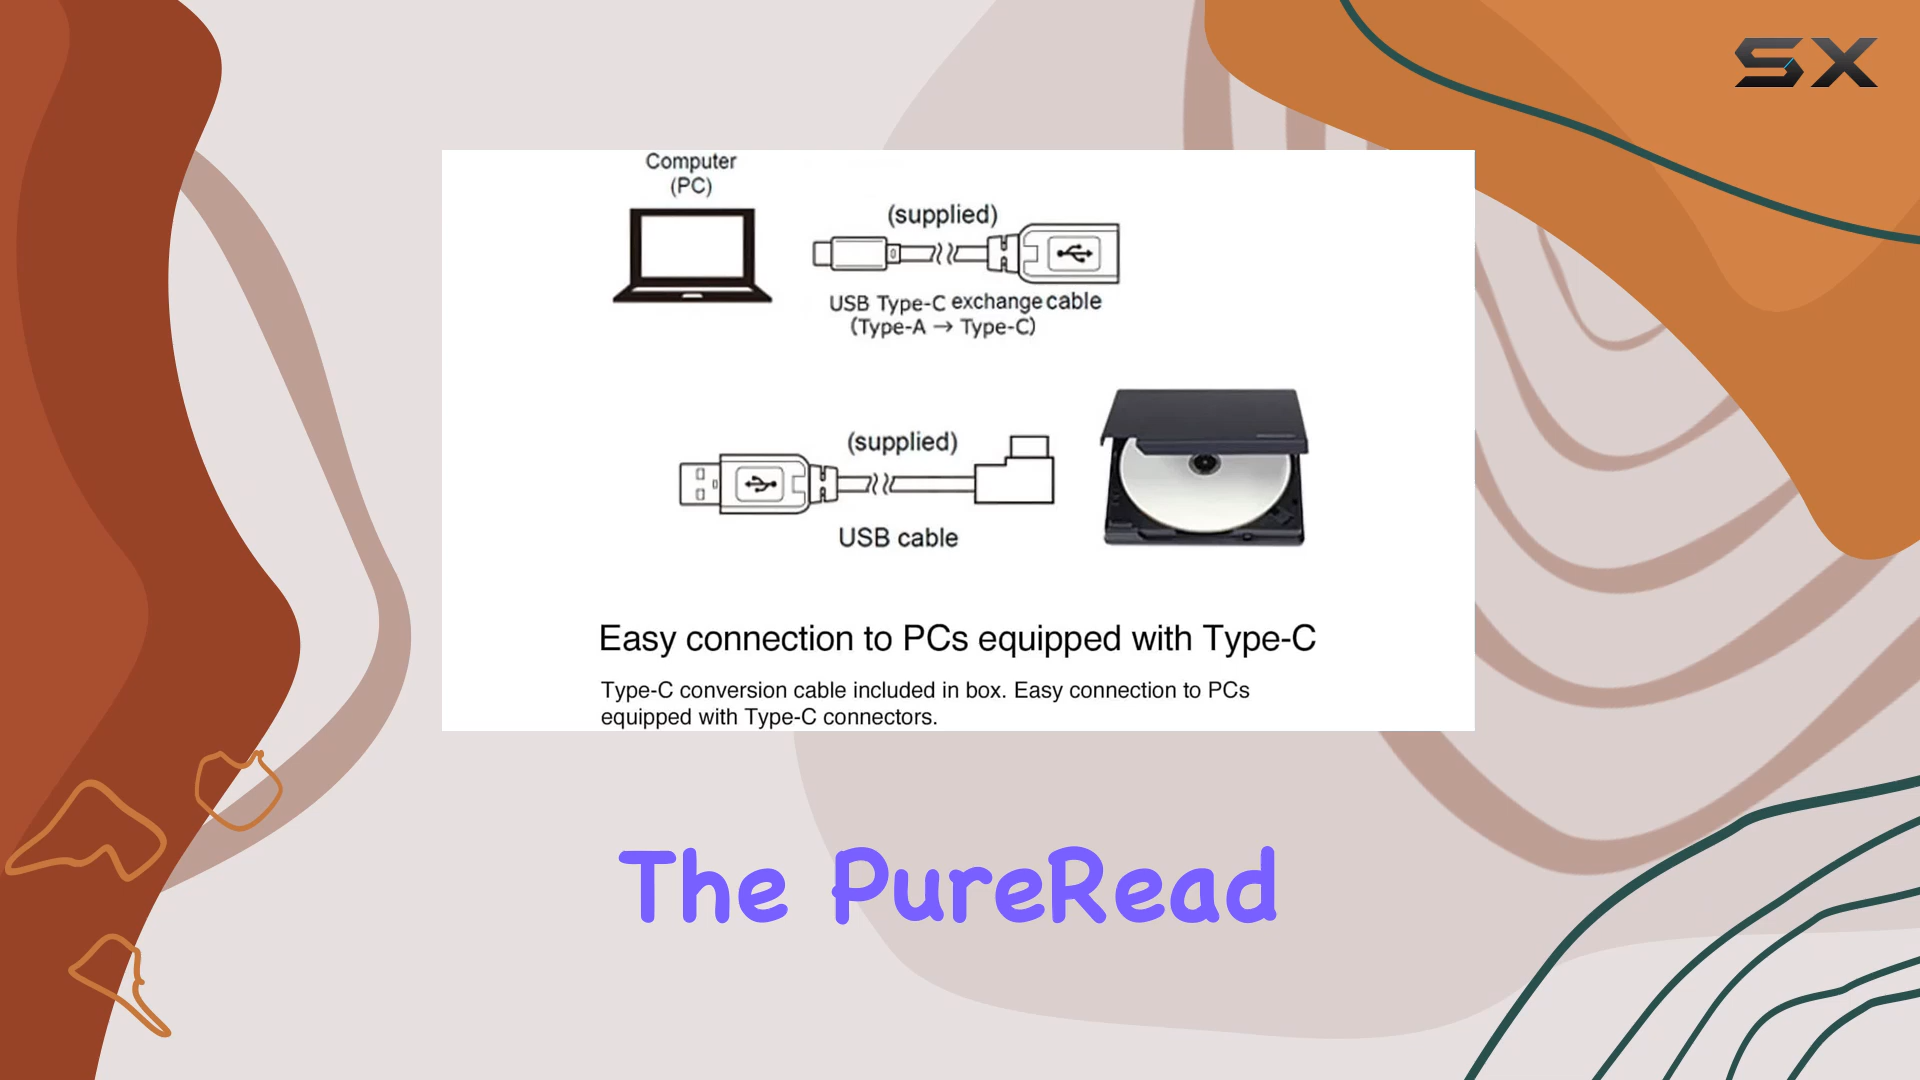 SX
Computer
(PC)
(supplied)
USB Type-C exchange cable
(Type-A → Type-C)
(supplied)
USB cable
Easy connection to PCs equipped with Type-C
Type-C conversion cable included in box. Easy connection to PCs
equipped with Type-C connectors.
The PureRead